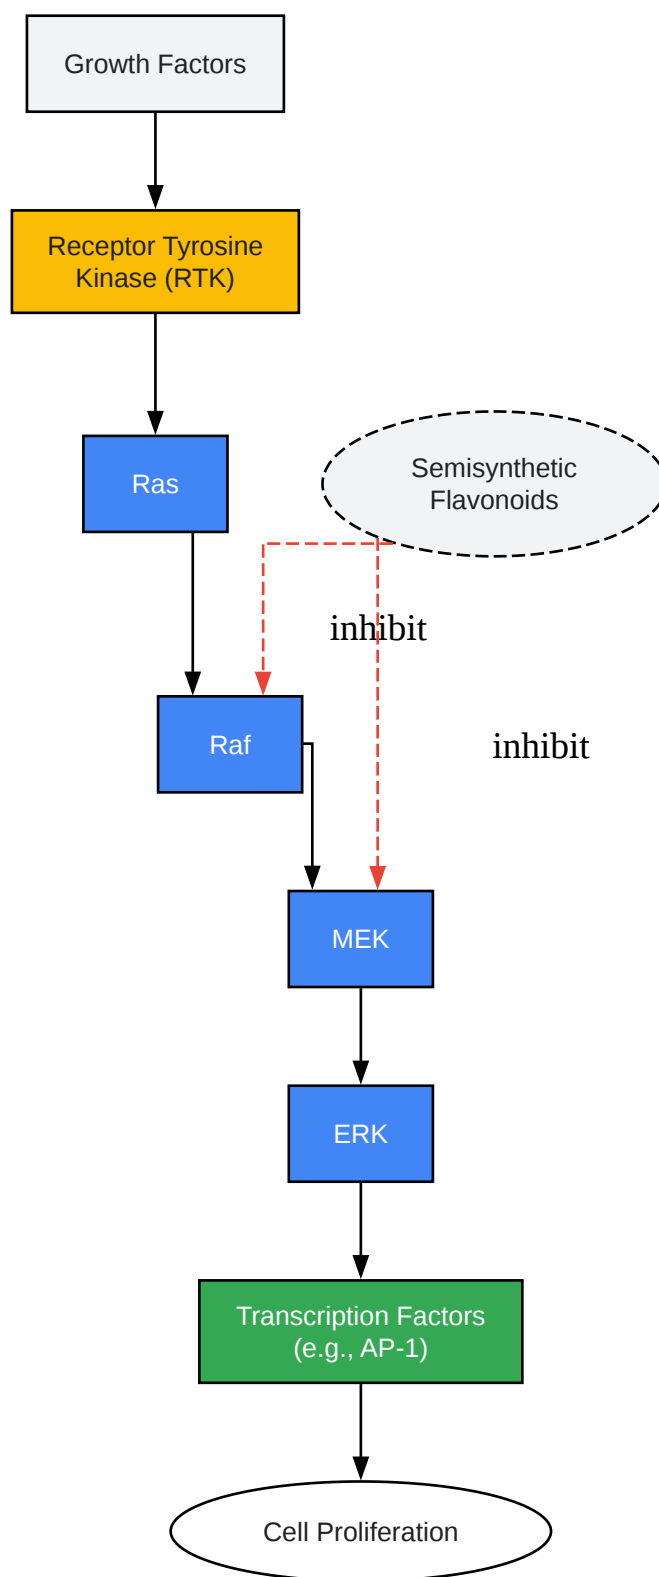 Growth Factors
Receptor Tyrosine
Kinase (RTK)
Ras
Semisynthetic
Flavonoids
inhibit
Raf
inhibit
MEK
ERK
Transcription Factors
(e.g., AP-1)
Cell Proliferation